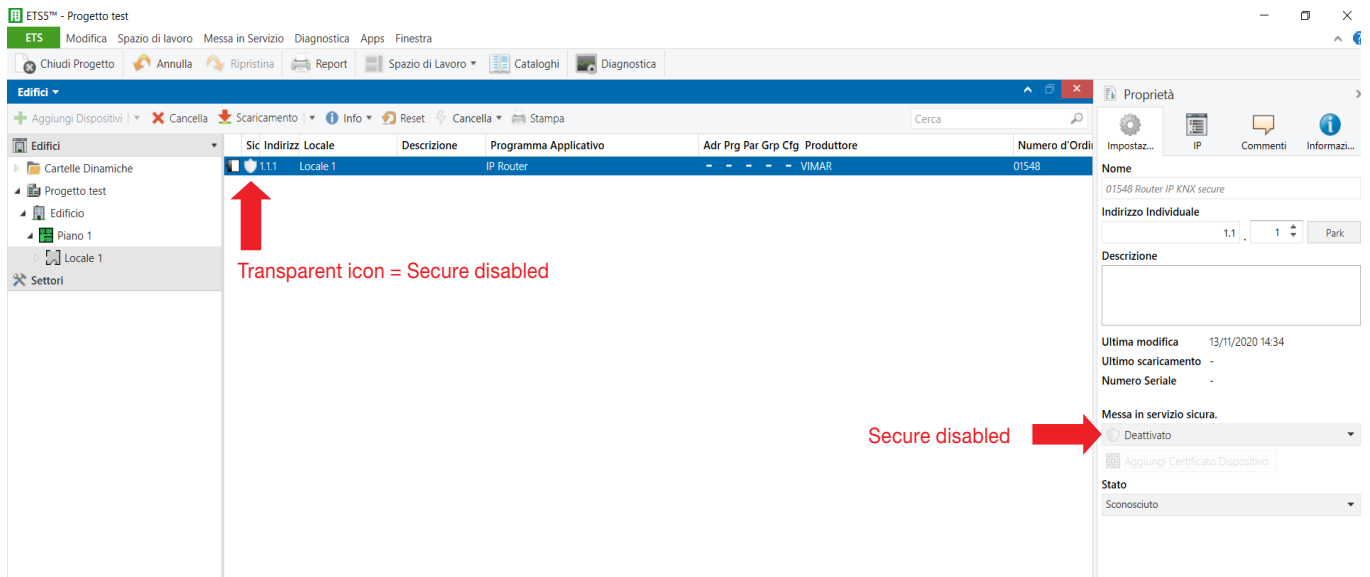 ETS5™ - Progetto test
ETS Modifica Spazio di lavoro Messa in Servizio Diagnostica Apps Finestra
Chiudi Progetto Annulla Ripristina Report Spazio di Lavoro Cataloghi Diagnostica
Edifici
Proprietà
Aggiungi Dispositivi Cancella Scaricamento Info Reset Cancella Stampa Cerca
Impostaz... IP Commenti Informazi...
Edifici
Sic Indirizz Locale Descrizione Programma Applicativo Adr Prg Par Grp Cfg Produttore Numero d'Ordi
Cartelle Dinamiche
1.1.1 Locale 1 IP Router - - - - - VIMAR 01548
Nome
Progetto test
01548 Router IP KNX secure
Edificio
Indirizzo Individuale
Piano 1
1.1 . 1 Park
Locale 1
Descrizione
Settori
Transparent icon = Secure disabled
Ultima modifica 13/11/2020 14:34
Ultimo scaricamento -
Numero Seriale -
Messa in servizio sicura.
Secure disabled
Deattivato
Aggiungi Certificato Dispositivo
Stato
Sconosciuto